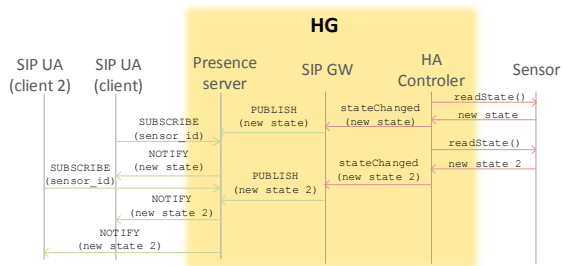 HG
SIP UA
(client 2)
SIP UA
(client)
Presence
server
SIP GW
HA
Controler
Sensor
readState()
PUBLISH
(new state)
stateChanged
(new state)
new state
SUBSCRIBE
(sensor_id)
readState()
NOTIFY
(new state)
stateChanged
(new state 2)
new state 2
SUBSCRIBE
(sensor_id)
PUBLISH
(new state 2)
NOTIFY
(new state 2)
NOTIFY
(new state 2)